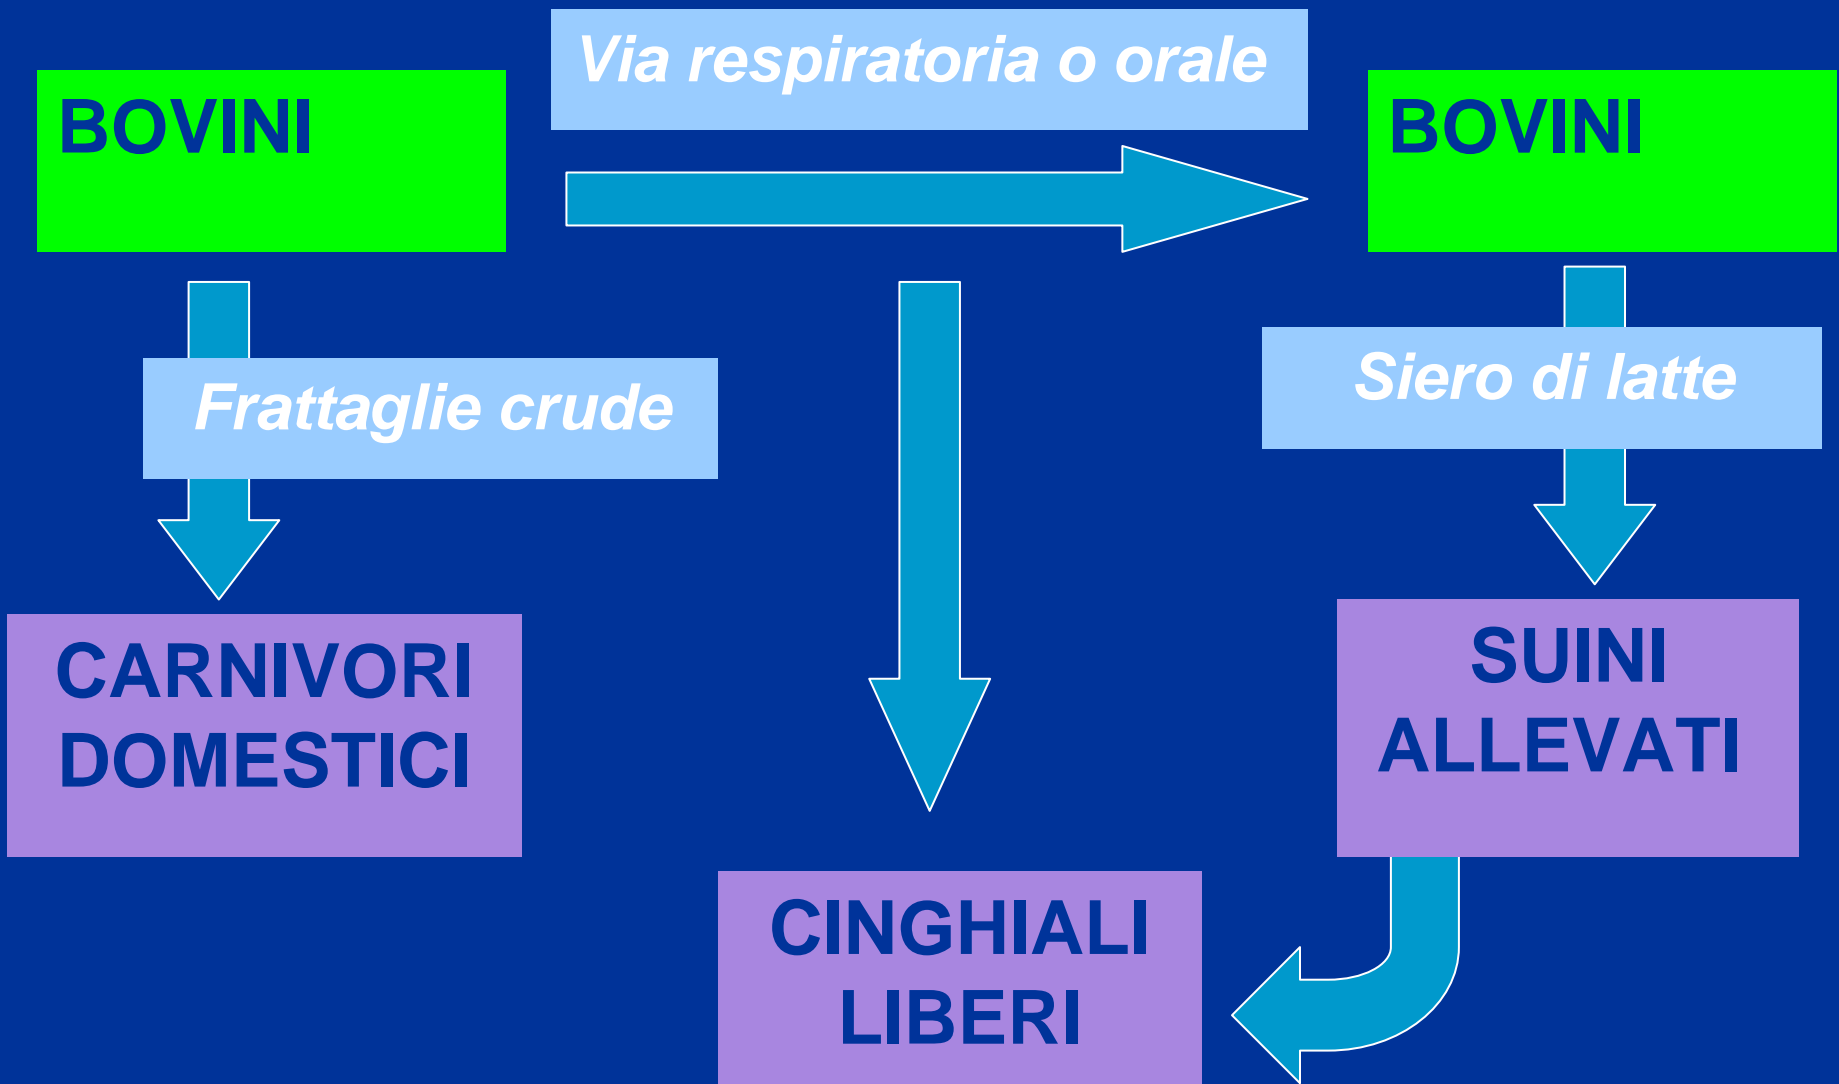 Via respiratoria o orale
BOVINI
BOVINI
Frattaglie crude
Siero di latte
CARNIVORI
DOMESTICI
SUINI
ALLEVATI
CINGHIALI
LIBERI